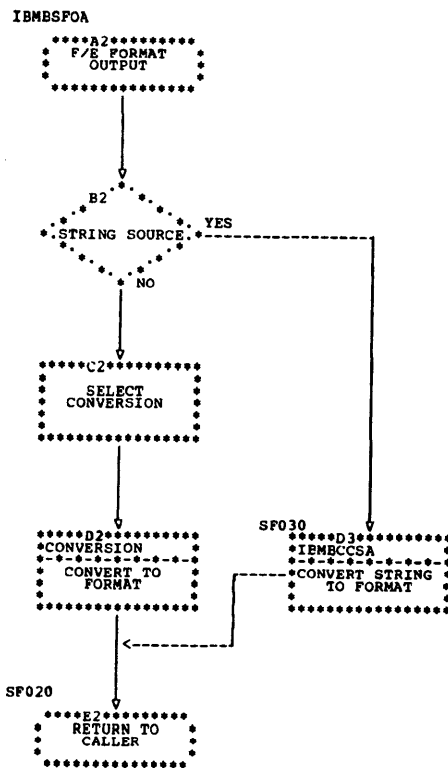 IBMBSFOA
A2
F/E FORMAT
OUTPUT
B2
STRING SOURCE
YES
NO
C2
SELECT
CONVERSION
D2
CONVERSION
CONVERT TO
FORMAT
SF030
D3
IBMBCCSA
CONVERT STRING
TO FORMAT
SF020
E2
RETURN TO
CALLER